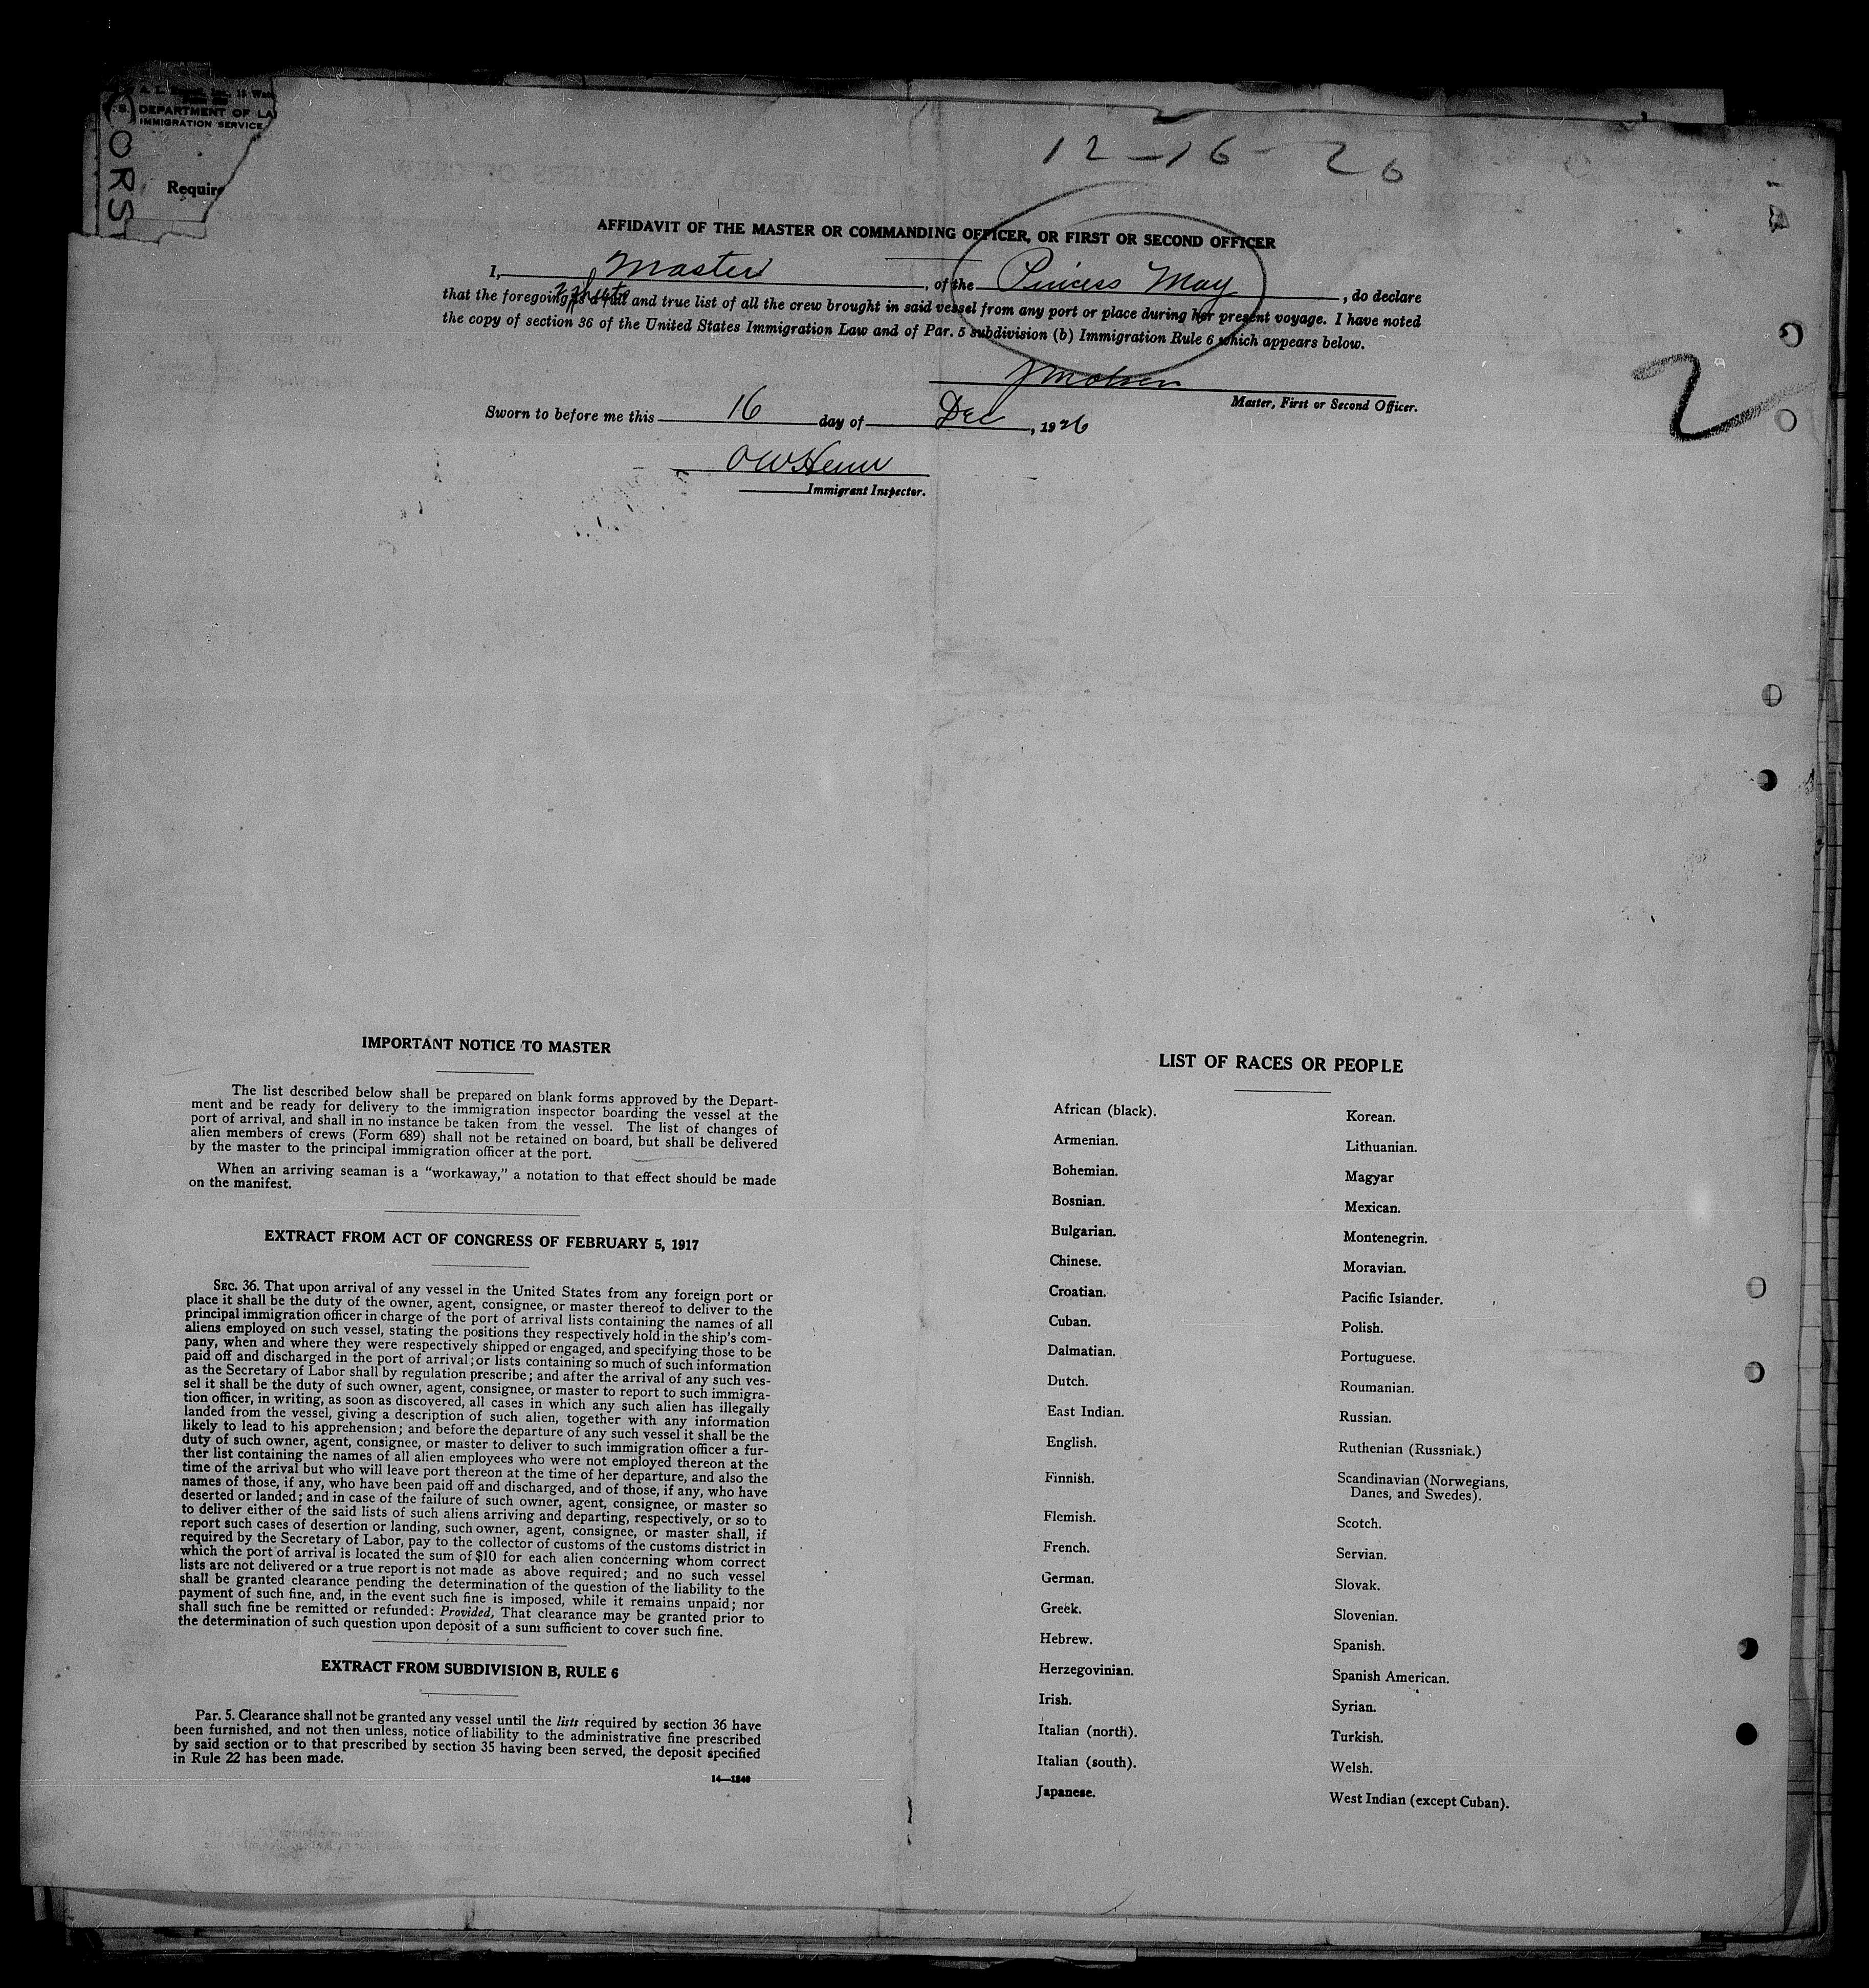 DEPARTMENT OF LA
IMMIGRATION SERVICE
ORS
Require
12-16-26
AFFIDAVIT OF THE MASTER OR COMMANDING OFFICER, OR FIRST OR SECOND OFFICER
I, Master, of the Princess May, do declare
that the foregoing is a full and true list of all the crew brought in said vessel from any port or place during her present voyage. I have noted
the copy of section 36 of the United States Immigration Law and of Par. 5 subdivision (b) Immigration Rule 6 which appears below.
Master, First or Second Officer.
2
Sworn to before me this 16 day of Dec, 1926
Immigrant Inspector.
IMPORTANT NOTICE TO MASTER
The list described below shall be prepared on blank forms approved by the Depart-
ment and be ready for delivery to the immigration inspector boarding the vessel at the
port of arrival, and shall in no instance be taken from the vessel. The list of changes of
alien members of crews (Form 689) shall not be retained on board, but shall be delivered
by the master to the principal immigration officer at the port.
When an arriving seaman is a "workaway," a notation to that effect should be made
on the manifest.
EXTRACT FROM ACT OF CONGRESS OF FEBRUARY 5, 1917
SEC. 36. That upon arrival of any vessel in the United States from any foreign port or
place it shall be the duty of the owner, agent, consignee, or master thereof to deliver to the
principal immigration officer in charge of the port of arrival lists containing the names of all
aliens employed on such vessel, stating the positions they respectively hold in the ship's com-
pany, when and where they were respectively shipped or engaged, and specifying those to be
paid off and discharged in the port of arrival; or lists containing so much of such information
as the Secretary of Labor shall by regulation prescribe; and after the arrival of any such ves-
sel it shall be the duty of such owner, agent, consignee, or master to report to such immigra-
tion officer, in writing, as soon as discovered, all cases in which any such alien has illegally
landed from the vessel, giving a description of such alien, together with any information
likely to lead to his apprehension; and before the departure of any such vessel it shall be the
duty of such owner, agent, consignee, or master to deliver to such immigration officer a fur-
ther list containing the names of all alien employees who were not employed thereon at the
time of the arrival but who will leave port thereon at the time of her departure, and also the
names of those, if any, who have been paid off and discharged, and of those, if any, who have
deserted or landed; and in case of the failure of such owner, agent, consignee, or master so
to deliver either of the said lists of such aliens arriving and departing, respectively, or so to
report such cases of desertion or landing, such owner, agent, consignee, or master shall, if
required by the Secretary of Labor, pay to the collector of customs of the customs district in
which the port of arrival is located the sum of $10 for each alien concerning whom correct
lists are not delivered or a true report is not made as above required; and no such vessel
shall be granted clearance pending the determination of the question of the liability to the
payment of such fine, and, in the event such fine is imposed, while it remains unpaid; nor
shall such fine be remitted or refunded: Provided, That clearance may be granted prior to
the determination of such question upon deposit of a sum sufficient to cover such fine.
EXTRACT FROM SUBDIVISION B, RULE 6
Par. 5. Clearance shall not be granted any vessel until the lists required by section 36 have
been furnished, and not then unless, notice of liability to the administrative fine prescribed
by said section or to that prescribed by section 35 having been served, the deposit specified
in Rule 22 has been made.
14—1240
LIST OF RACES OR PEOPLE
African (black).
Armenian.
Bohemian.
Bosnian.
Bulgarian.
Chinese.
Croatian.
Cuban.
Dalmatian.
Dutch.
East Indian.
English.
Finnish.
Flemish.
French.
German.
Greek.
Hebrew.
Herzegovinian.
Irish.
Italian (north).
Italian (south).
Japanese.
Korean.
Lithuanian.
Magyar
Mexican.
Montenegrin.
Moravian.
Pacific Islander.
Polish.
Portuguese.
Roumanian.
Russian.
Ruthenian (Russniak.)
Scandinavian (Norwegians,
Danes, and Swedes).
Scotch.
Servian.
Slovak.
Slovenian.
Spanish.
Spanish American.
Syrian.
Turkish.
Welsh.
West Indian (except Cuban).